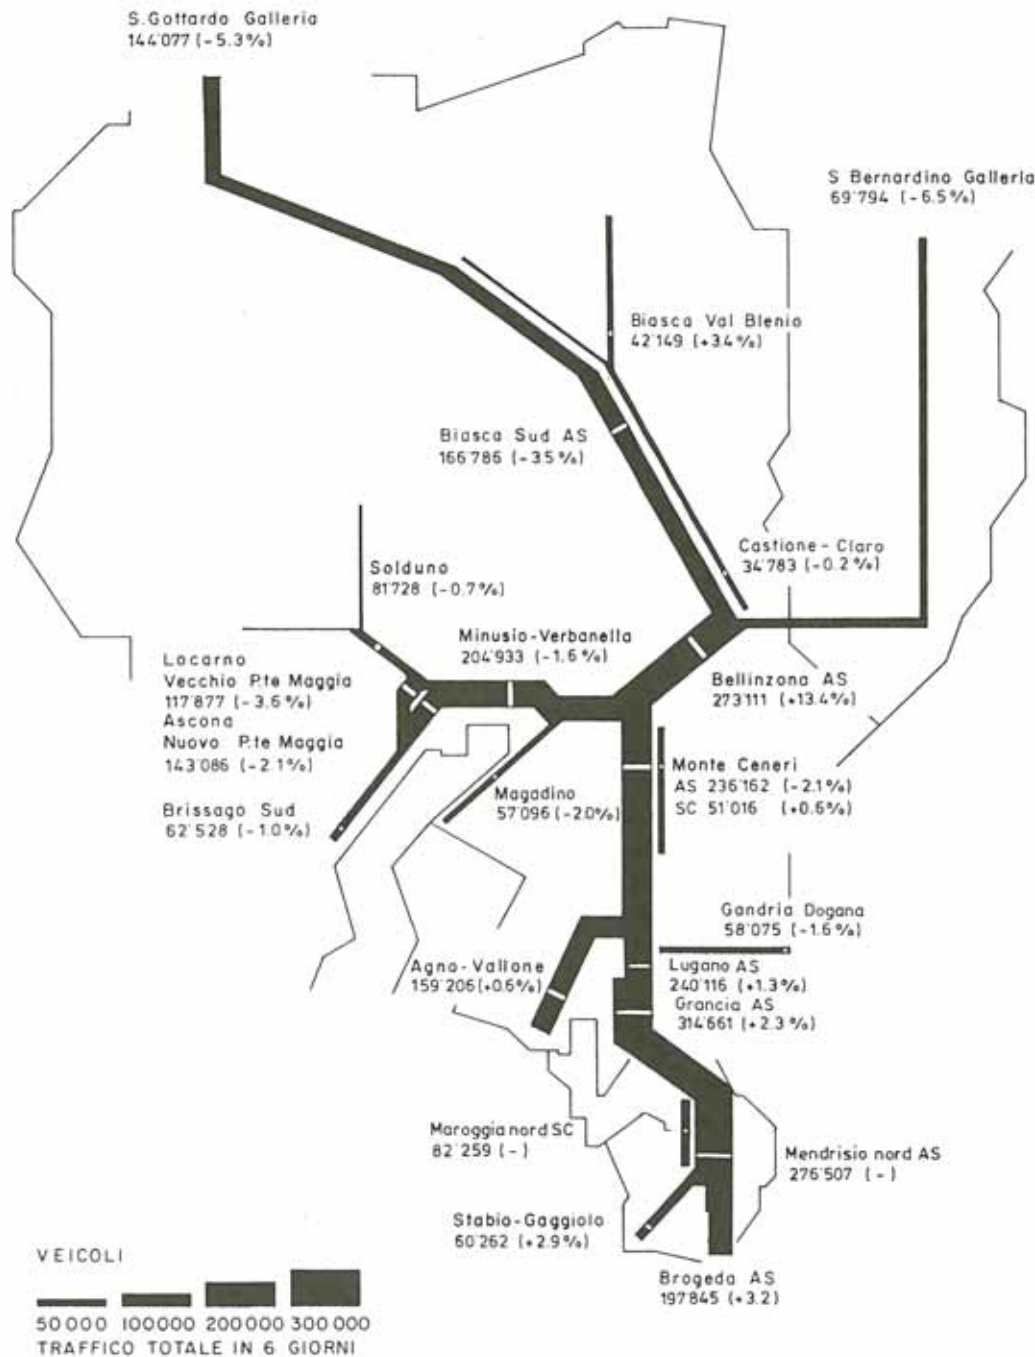 S.Gottardo Galleria
144'077 (-5.3%)
S Bernardino Galleria
69'794 (-6.5%)
Biasca Val Blenio
42'149 (+3.4%)
Biasca Sud AS
166'786 (-3.5%)
Castione-Claro
34'783 (-0.2%)
Solduno
81'728 (-0.7%)
Minusio-Verbanella
204'933 (-1.6%)
Locarno
Vecchio P.te Maggia
117'877 (-3.6%)
Ascona
Nuovo P.te Maggia
143'086 (-2.1%)
Bellinzona AS
273'111 (+13.4%)
Monte Ceneri
AS 236'162 (-2.1%)
SC 51'016 (+0.6%)
Magadino
57'096 (-2.0%)
Brissago Sud
62'528 (-1.0%)
Gandria Dogana
58'075 (-1.6%)
Agno-Vallone
159'206 (+0.6%)
Lugano AS
240'116 (+1.3%)
Grancia AS
314'661 (+2.3%)
Maroggia nord SC
82'259 (-)
Mendrisio nord AS
276'507 (-)
Stabio-Gaggiolo
60'262 (+2.9%)
Brogeda AS
197'845 (+3.2)
VEICOLI
50000 100000 200000 300000
TRAFFICO TOTALE IN 6 GIORNI